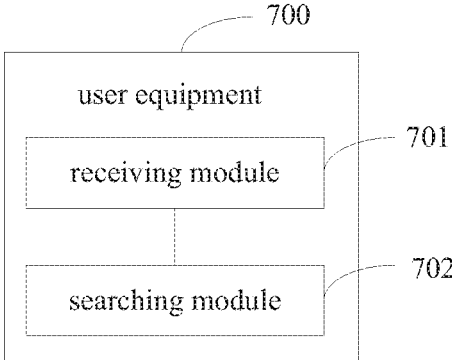 700
user equipment
701
receiving module
702
searching module